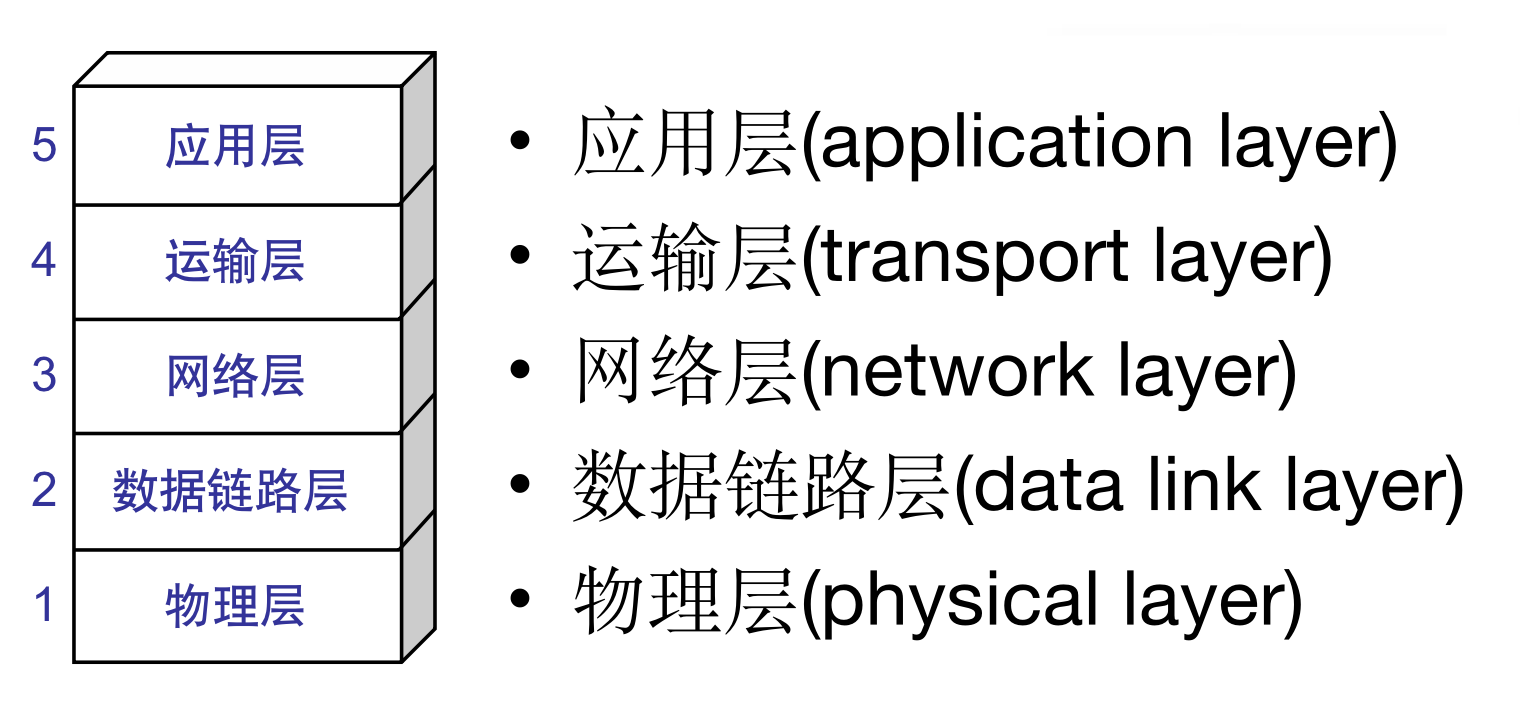 5 应用层
4 运输层
3 网络层
2 数据链路层
1 物理层
• 应用层(application layer)
• 运输层(transport layer)
• 网络层(network layer)
• 数据链路层(data link layer)
• 物理层(physical layer)